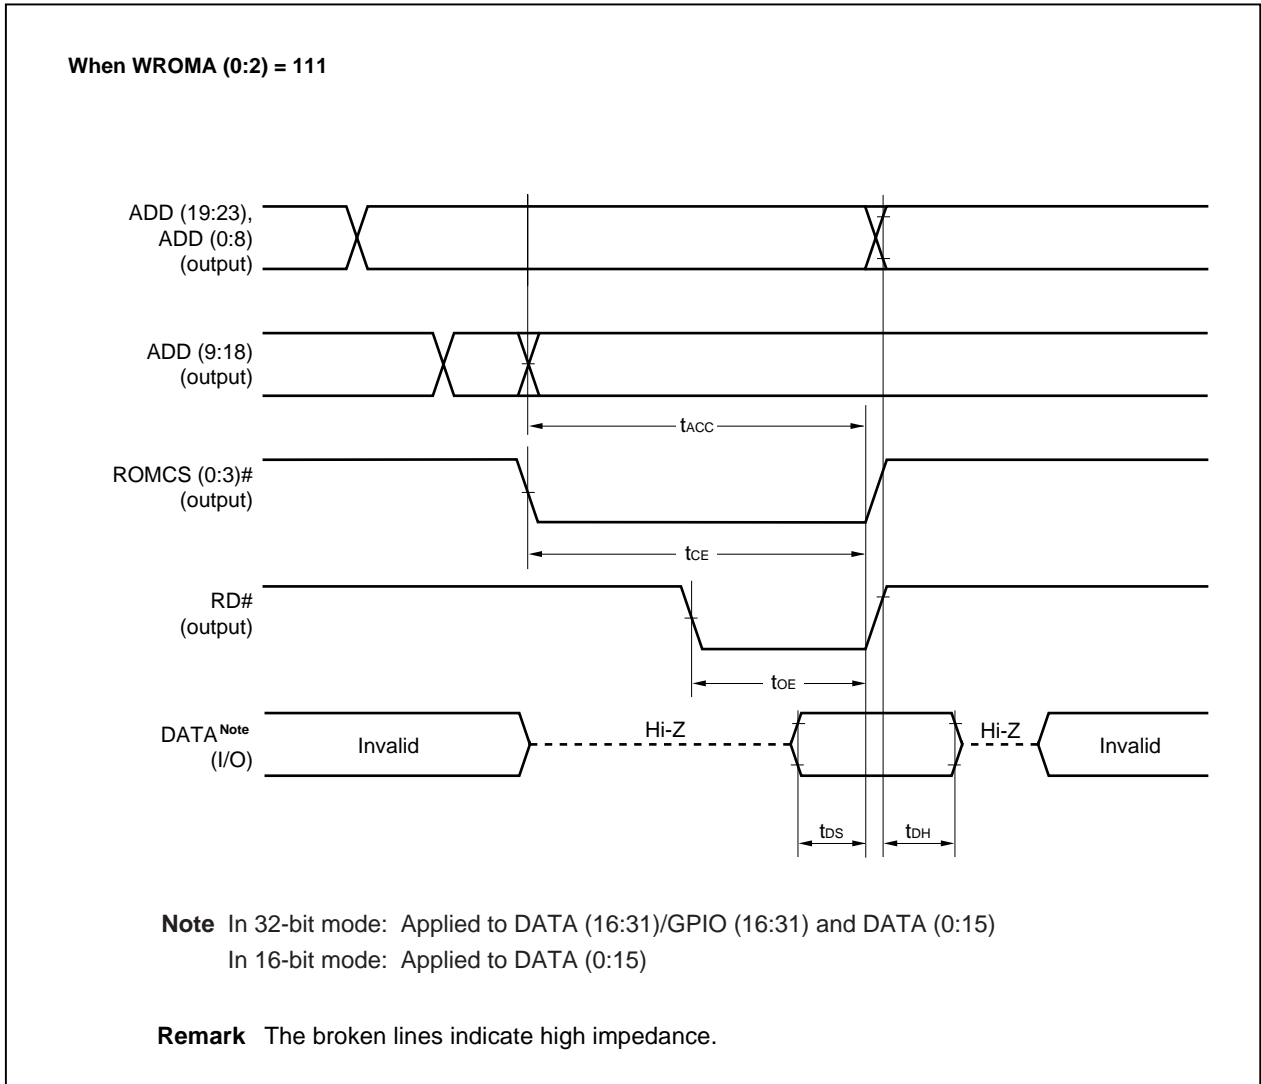 When WROMA (0:2) = 111
ADD (19:23),
ADD (0:8)
(output)
ADD (9:18)
(output)
tACC
ROMCS (0:3)#
(output)
tCE
RD#
(output)
tOE
DATA Note
(I/O)
Invalid
Hi-Z
Hi-Z
Invalid
tDS
tDH
Note In 32-bit mode: Applied to DATA (16:31)/GPIO (16:31) and DATA (0:15)
In 16-bit mode: Applied to DATA (0:15)
Remark The broken lines indicate high impedance.